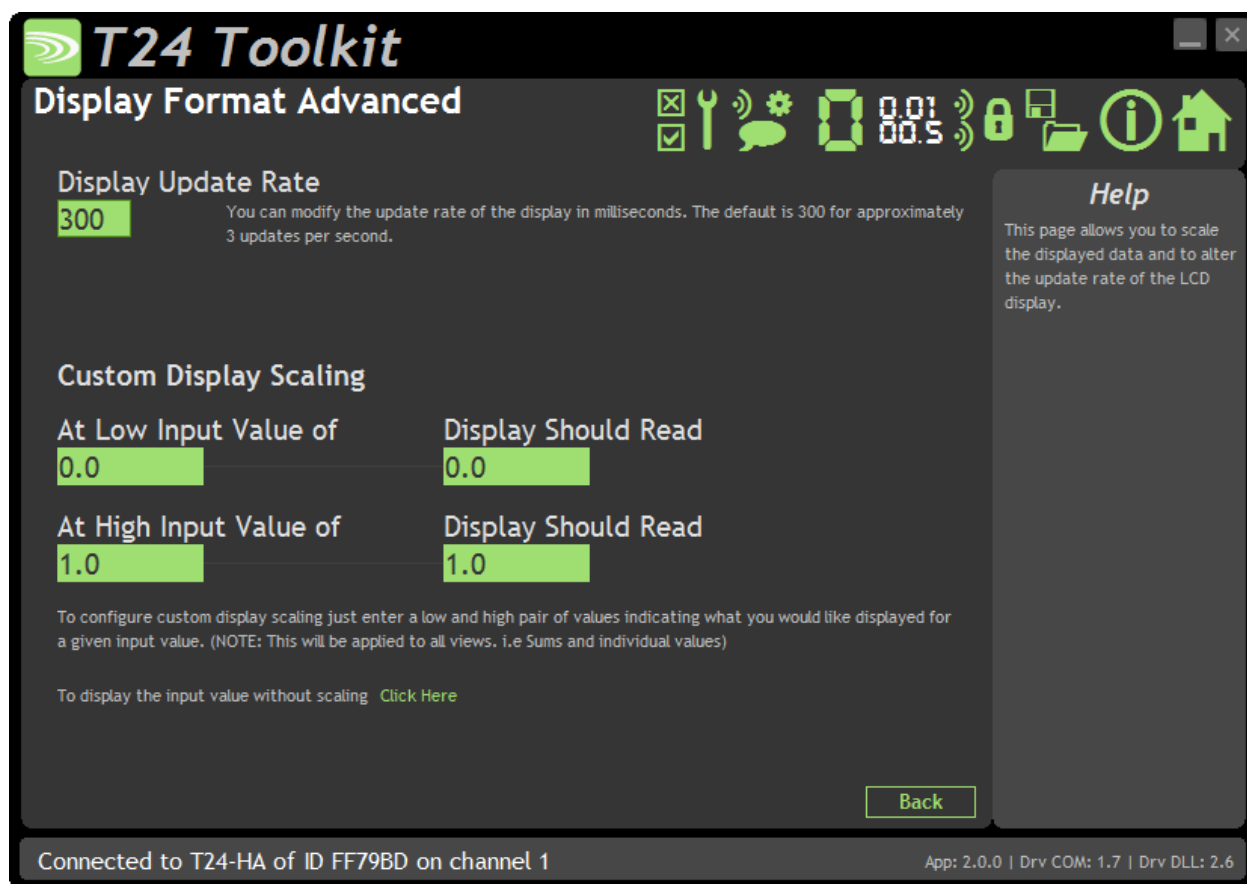 T24 Toolkit
Display Format Advanced
0.01
00.5
Display Update Rate
300
You can modify the update rate of the display in milliseconds. The default is 300 for approximately
3 updates per second.
Custom Display Scaling
At Low Input Value of Display Should Read
0.0 0.0
At High Input Value of Display Should Read
1.0 1.0
To configure custom display scaling just enter a low and high pair of values indicating what you would like displayed for
a given input value. (NOTE: This will be applied to all views. i.e Sums and individual values)
To display the input value without scaling Click Here
Back
Help
This page allows you to scale
the displayed data and to alter
the update rate of the LCD
display.
Connected to T24-HA of ID FF79BD on channel 1
App: 2.0.0 | Drv COM: 1.7 | Drv DLL: 2.6